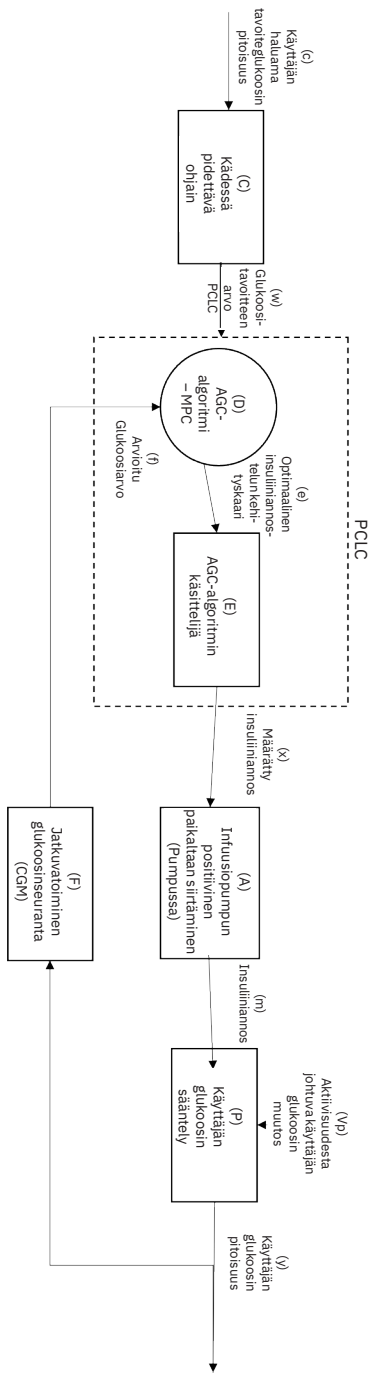 (c)
Käyttäjän
haluama
tavoiteglukoosin
pitoisuus
(C)
Kädessä
pidettävä
ohjain
(w)
Glukoosi-
tavoitteen
arvo
PCLC
PCLC
(D)
AGC-
algoritmi
– MPC
(e)
Optimaalinen
insuliiniannos-
telun kehi-
tyskaari
(f)
Arvioitu
Glukoosiarvo
(E)
AGC-algoritmin
käsittelijä
(x)
Määrätty
insuliiniannos
(A)
Infuusiopumpun
positiivinen
paikaltaan siirtäminen
(Pumpussa)
(m)
Insuliiniannos
(Vp)
Aktiivisuudesta
johtuva käyttäjän
glukoosin
muutos
(P)
Käyttäjän
glukoosin
sääntely
(y)
Käyttäjän
glukoosin
pitoisuus
(F)
Jatkuvatoiminen
glukoosinseuranta
(CGM)